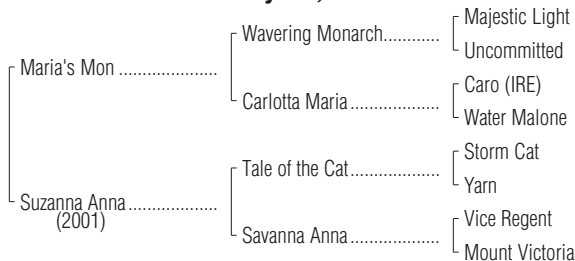 Majestic Light
Wavering Monarch............
Uncommitted
Maria's Mon .....................
Caro (IRE)
Carlotta Maria ...................
Water Malone
Storm Cat
Tale of the Cat...................
Yarn
Suzanna Anna...................
(2001)
Vice Regent
Savanna Anna ...................
Mount Victoria